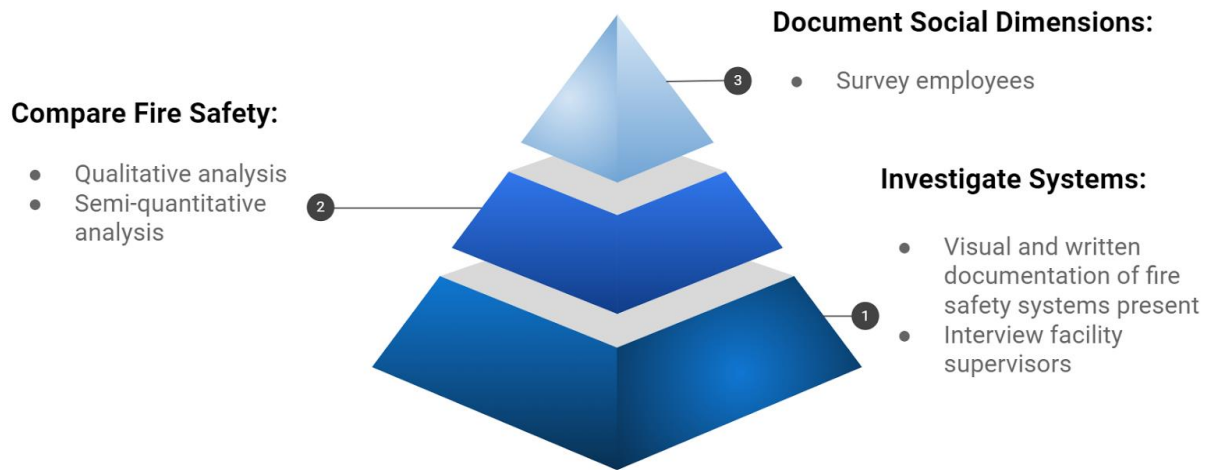 Document Social Dimensions:
● Survey employees
3
Compare Fire Safety:
● Qualitative analysis
● Semi-quantitative
analysis
2
Investigate Systems:
● Visual and written
documentation of fire
safety systems present
● Interview facility
supervisors
1